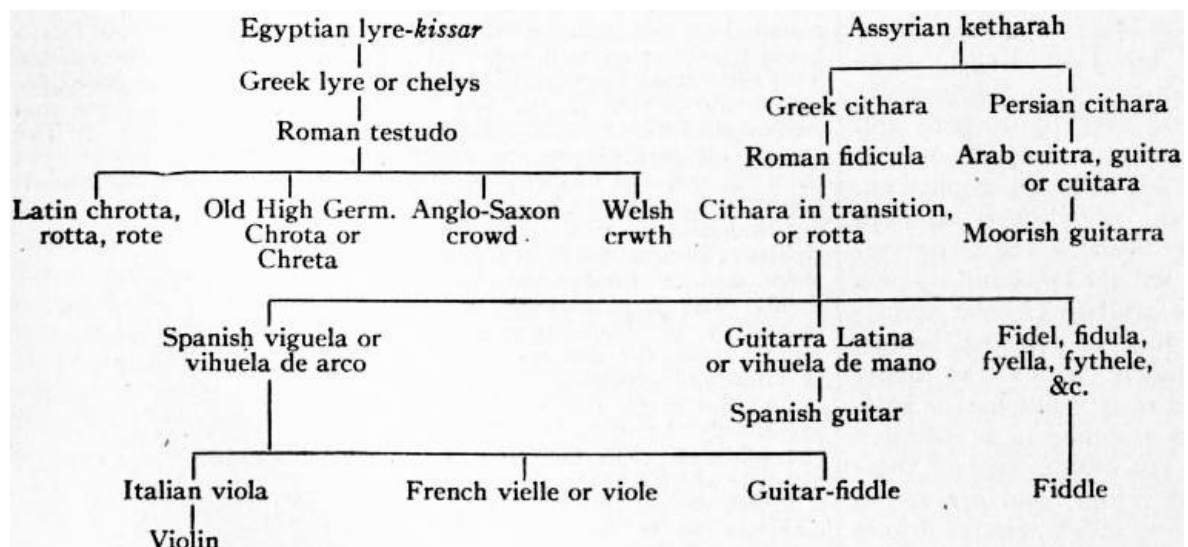 Egyptian lyre-kissar
Assyrian ketharah
Greek lyre or chelys
Greek cithara
Persian cithara
Roman testudo
Roman fidicula
Arab cuitra, guitra
or cuitara
Latin chrotta,
rotta, rote
Old High Germ.
Chrota or
Chreta
Anglo-Saxon
crowd
Welsh
crwth
Cithara in transition,
or rotta
Moorish guitarra
Spanish viguela or
vihuela de arco
Guitarra Latina
or vihuela de mano
Fidel, fidula,
fyella, fythele,
&c.
Spanish guitar
Italian viola
French vielle or viole
Guitar-fiddle
Fiddle
Violin